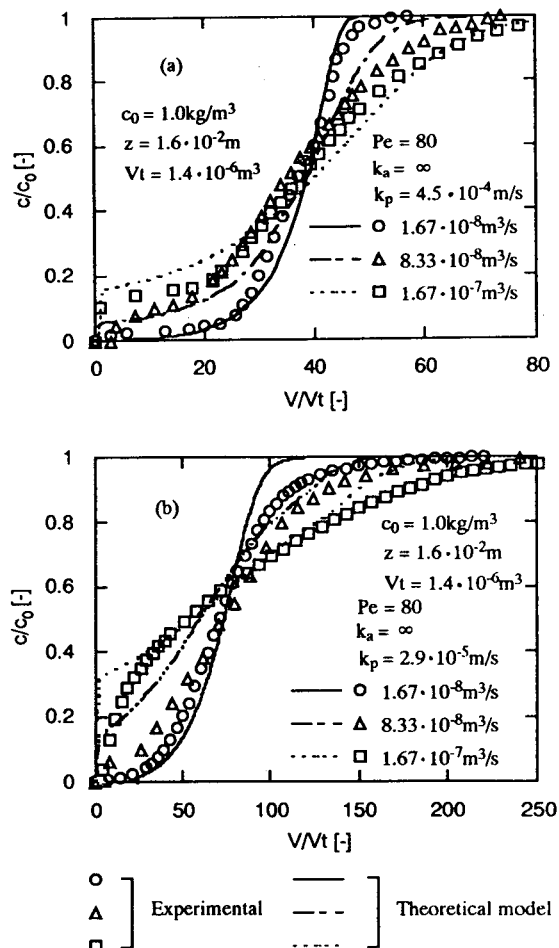 1.0
0.8
0.6
0.4
0.2
0
c/c₀ [-]
(a)
c₀ = 1.0kg/m³
z = 1.6·10⁻²m
Vt = 1.4·10⁻⁶m³
Pe = 80
kₐ = ∞
kₚ = 4.5·10⁻⁴m/s
1.67·10⁻⁸m³/s
8.33·10⁻⁸m³/s
1.67·10⁻⁷m³/s
0 20 40 60 80
V/Vt [-]
1.0
0.8
0.6
0.4
0.2
0
c/c₀ [-]
(b)
c₀ = 1.0kg/m³
z = 1.6·10⁻²m
Vt = 1.4·10⁻⁶m³
Pe = 80
kₐ = ∞
kₚ = 2.9·10⁻⁵m/s
1.67·10⁻⁸m³/s
8.33·10⁻⁸m³/s
1.67·10⁻⁷m³/s
0 50 100 150 200 250
V/Vt [-]
Experimental
Theoretical model